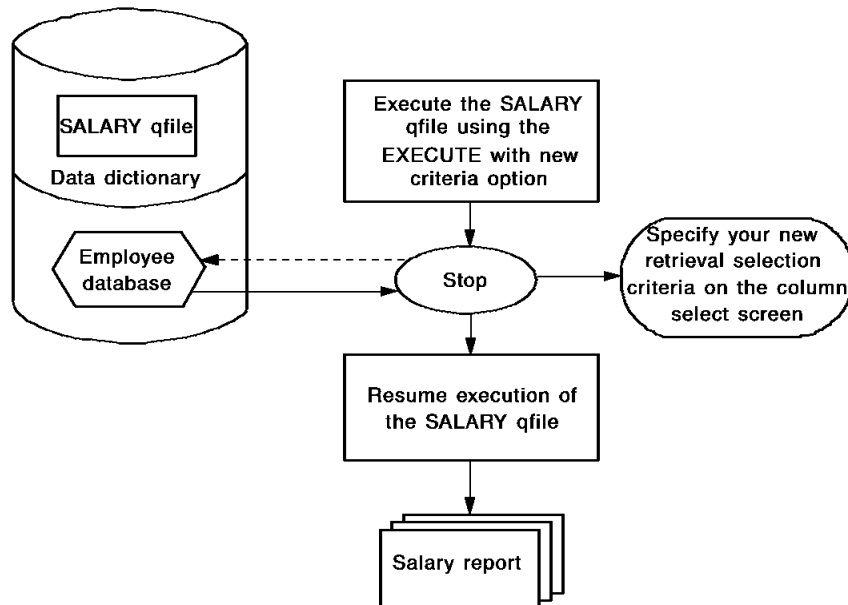 SALARY qfile
Data dictionary
Employee
database
Execute the SALARY
qfile using the
EXECUTE with new
criteria option
Stop
Specify your new
retrieval selection
criteria on the column
select screen
Resume execution of
the SALARY qfile
Salary report